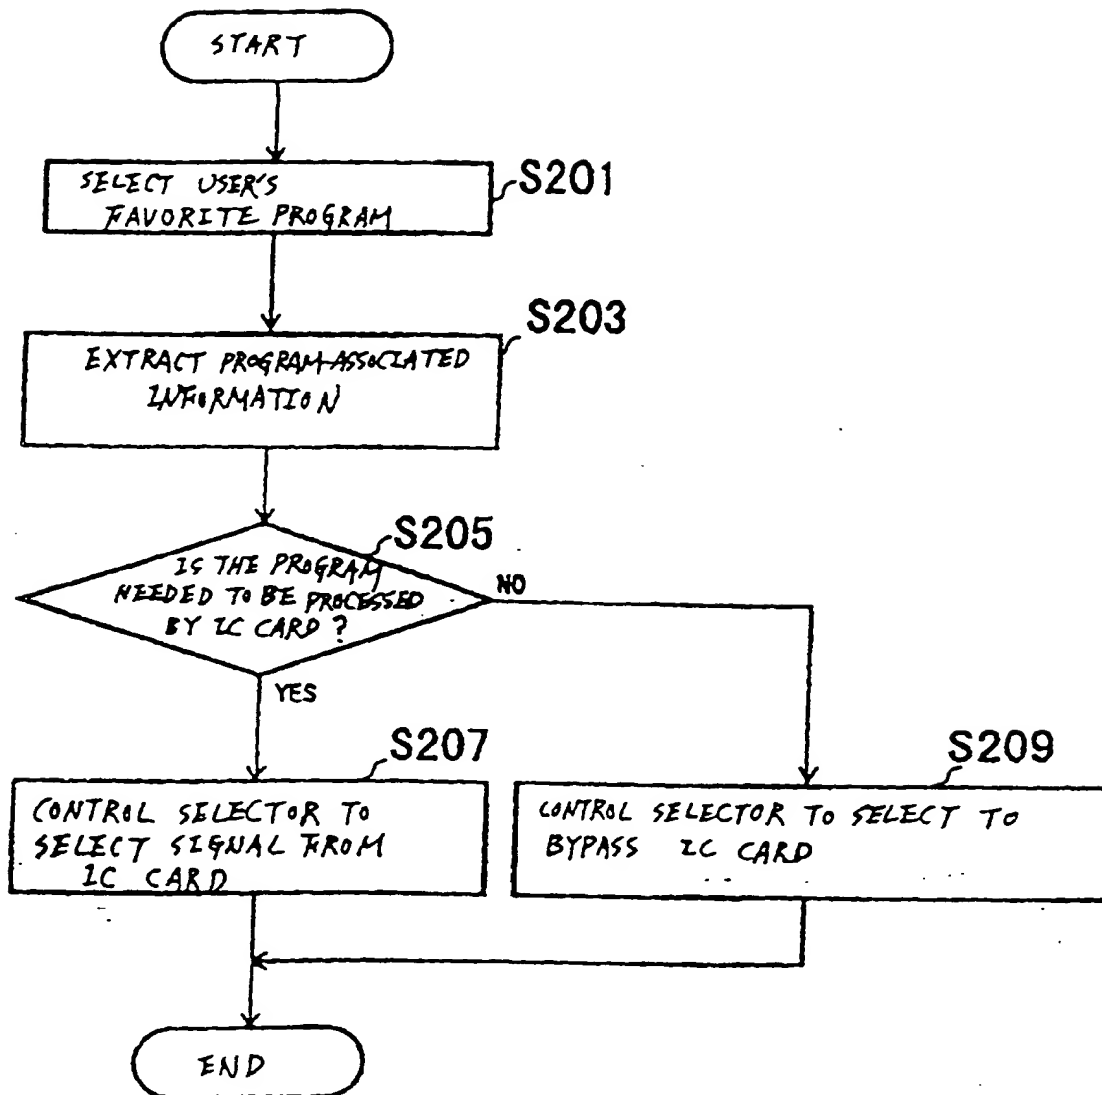 START
S201
SELECT USER'S
FAVORITE PROGRAM
S203
EXTRACT PROGRAM-ASSOCIATED
INFORMATION
S205
IS THE PROGRAM
NEEDED TO BE PROCESSED
BY IC CARD?
NO
YES
S207
CONTROL SELECTOR TO
SELECT SIGNAL FROM
IC CARD
S209
CONTROL SELECTOR TO SELECT TO
BYPASS IC CARD
END